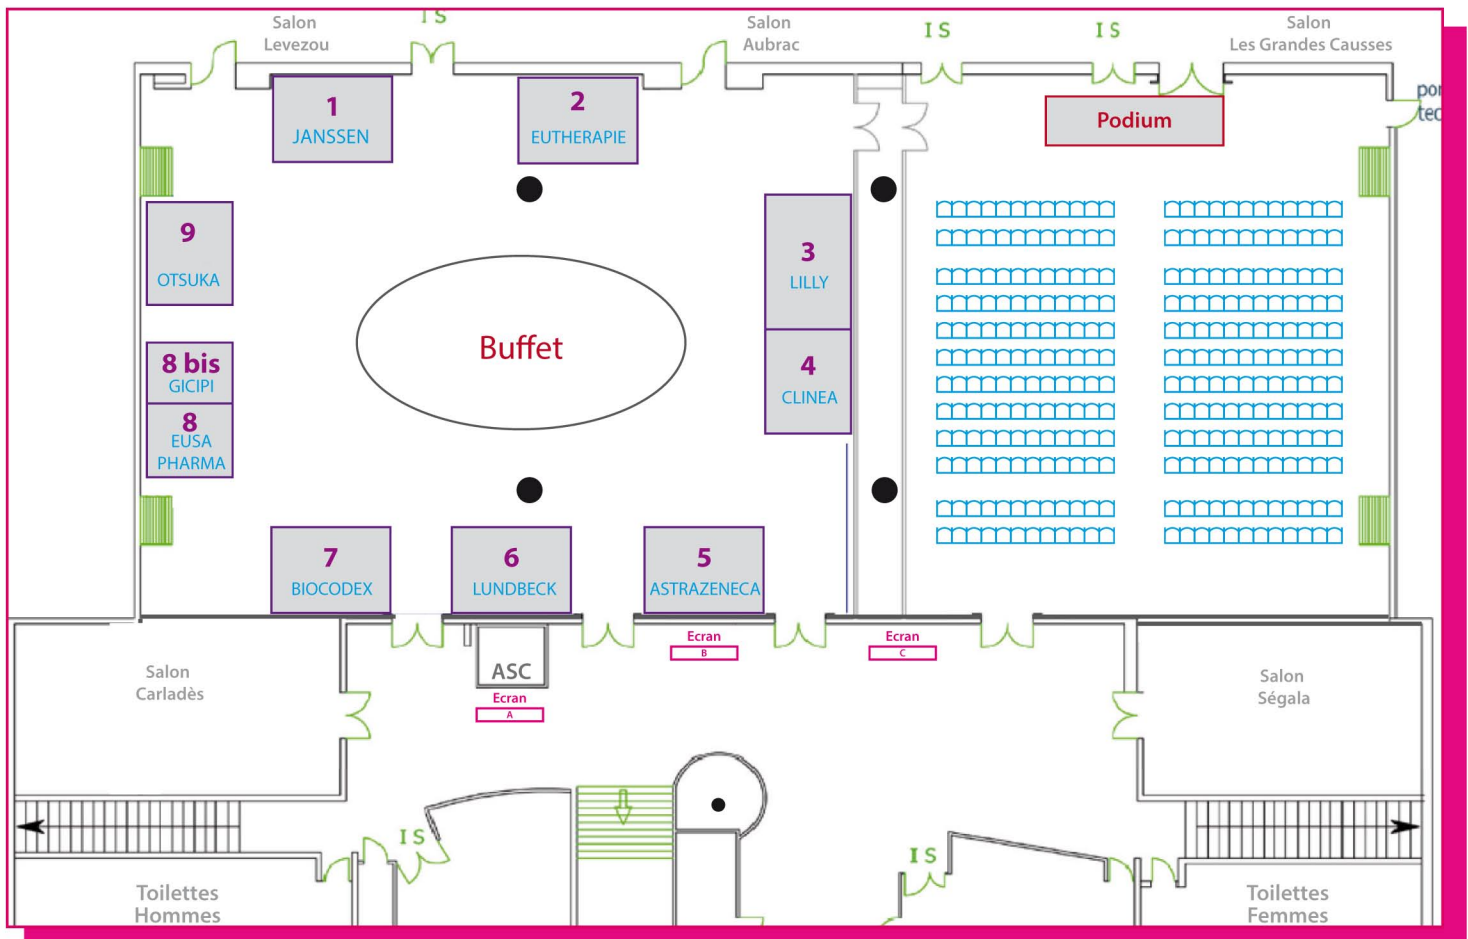 I S
Salon
Levezou
Salon
Aubrac
I S
I S
Salon
Les Grandes Causses
1
JANSSEN
2
EUTHERAPIE
Podium
por
tec
9
OTSUKA
3
LILLY
8 bis
GICIPI
8
EUSA
PHARMA
Buffet
4
CLINEA
7
BIOCODEX
6
LUNDBECK
5
ASTRAZENECA
Ecran
B
Ecran
C
ASC
Ecran
A
Salon
Carladès
Salon
Ségala
I S
I S
Toilettes
Hommes
Toilettes
Femmes